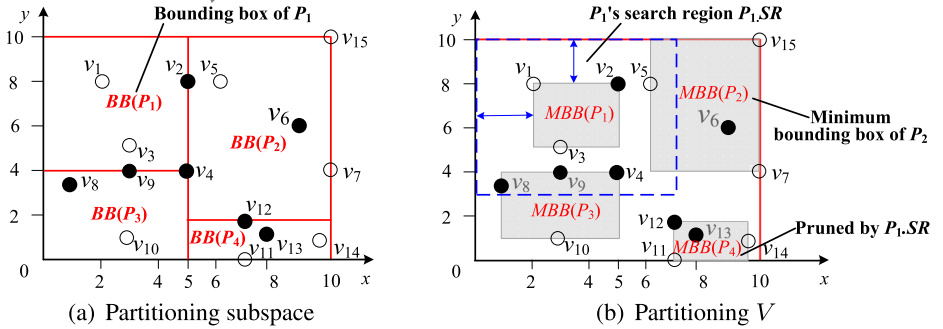 Bounding box of P1
y
10
8
6
4
2
0
2
4
5
6
8
10
x
v1
v2
v5
v15
BB(P1)
v6
v3
BB(P2)
v8
v9
v4
v7
v12
BB(P3)
BB(P4)
v10
v11
v13
v14
(a) Partitioning subspace
P1's search region P1.SR
y
10
8
6
4
2
0
2
4
5
6
8
10
x
v1
v2
v5
v15
MBB(P1)
MBB(P2)
v6
Minimum
bounding box of P2
v3
v8
v9
v4
v7
MBB(P3)
v12
v13
Pruned by P1.SR
v10
v11
MBB(P4)
v14
(b) Partitioning V